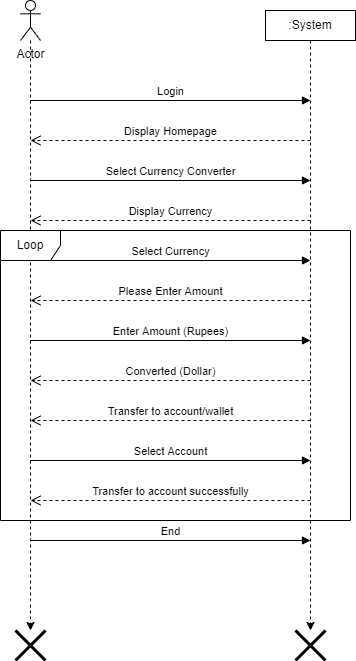 Actor
:System
Login
Display Homepage
Select Currency Converter
Display Currency
Loop
Select Currency
Please Enter Amount
Enter Amount (Rupees)
Converted (Dollar)
Transfer to account/wallet
Select Account
Transfer to account successfully
End